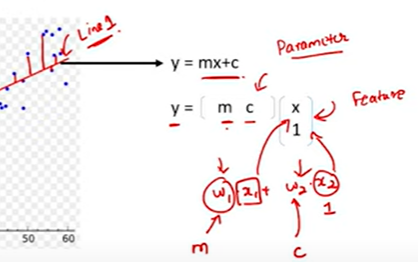 Line 1
Parameter
y = mx+c
y = [ m c ] [ x
1 ]
Feature
w₁ x₁ + w₂ · x₂
1
m c
50 60